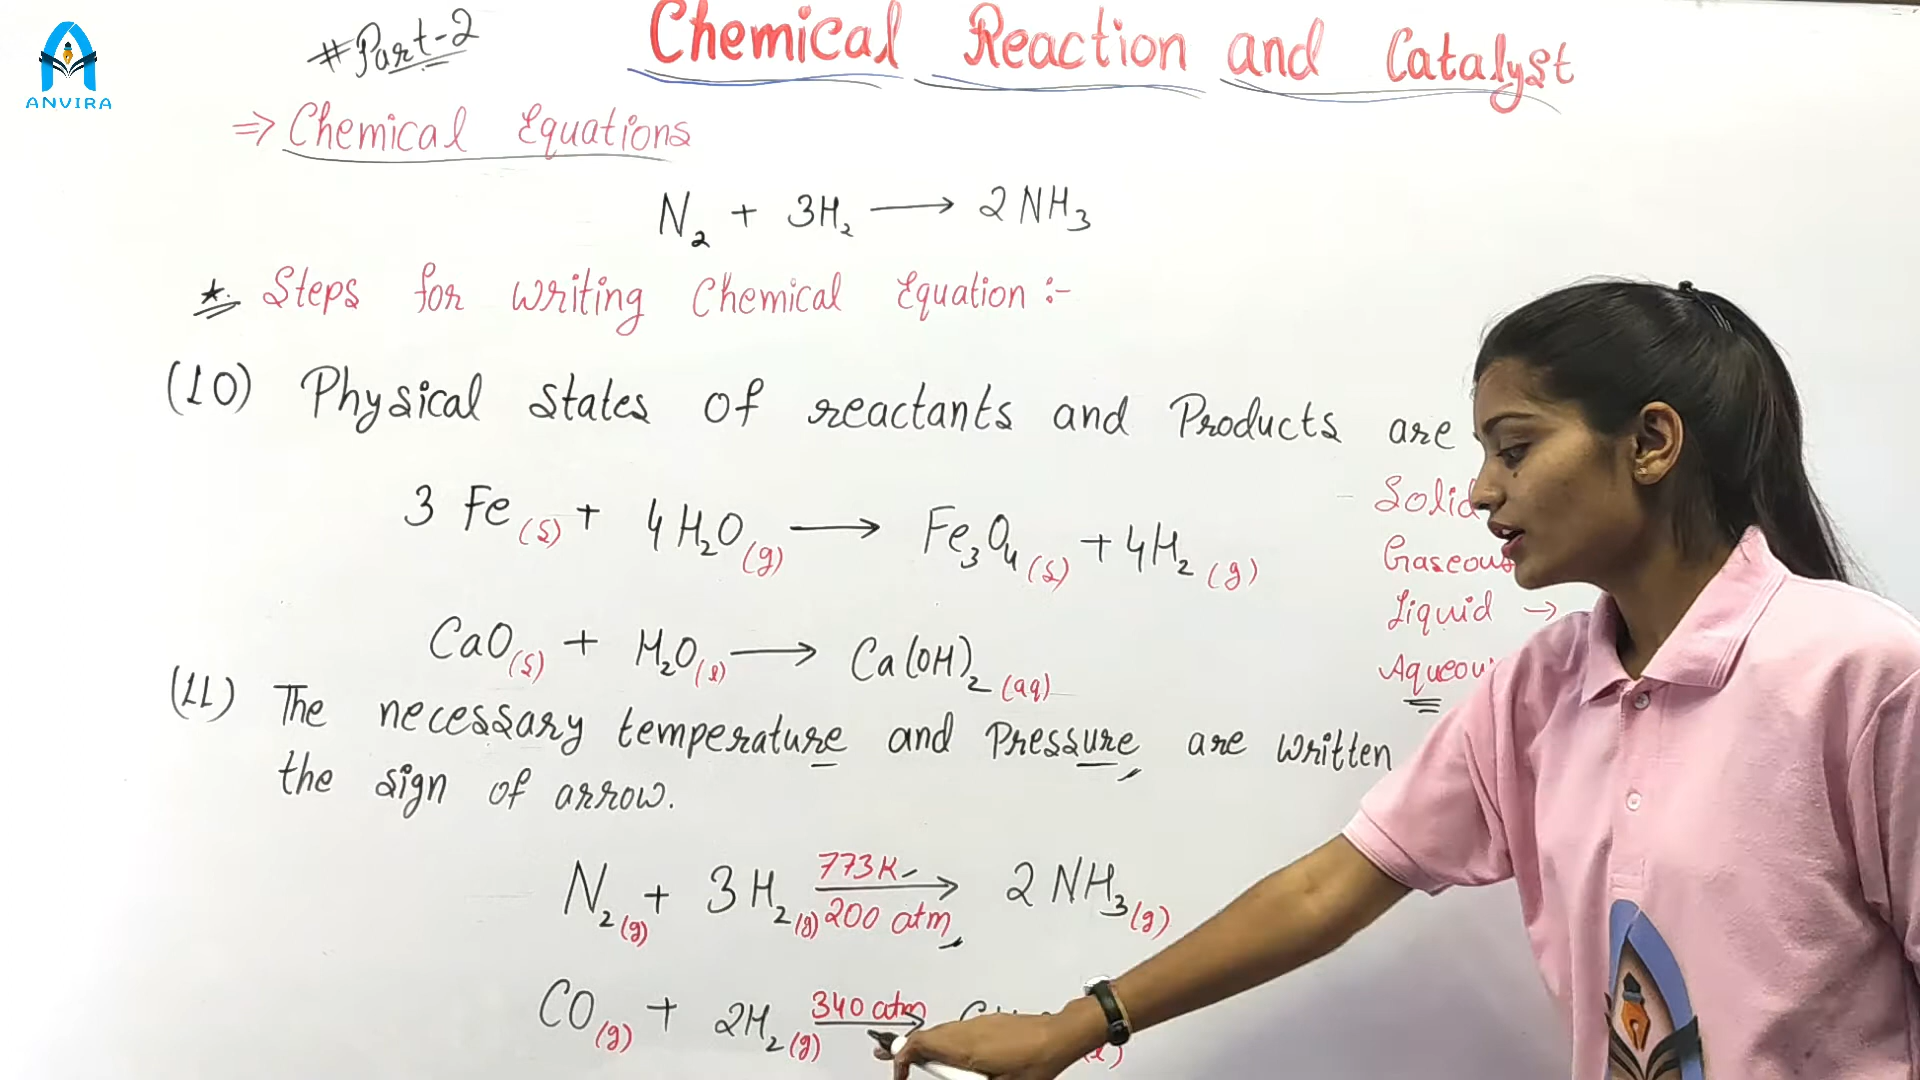 ANVIRA
#Part-2
Chemical Reaction and Catalyst
⇒ Chemical Equations
N₂ + 3H₂ ⟶ 2NH₃
* Steps for writing Chemical Equation :-
(10) Physical states of reactants and Products are
3 Fe (s) + 4H₂O (g) ⟶ Fe₃O₄ (s) + 4H₂ (g)
Solid
Gaseous
Liquid →
Aqueous
CaO (s) + H₂O (l) ⟶ Ca(OH)₂ (aq)
(11) The necessary temperature and Pressure are written
the sign of arrow.
773K
N₂ (g) + 3H₂ (g) ⟶ 2NH₃ (g)
200 atm
340 atm
CO (g) + 2H₂ (g) ⟶